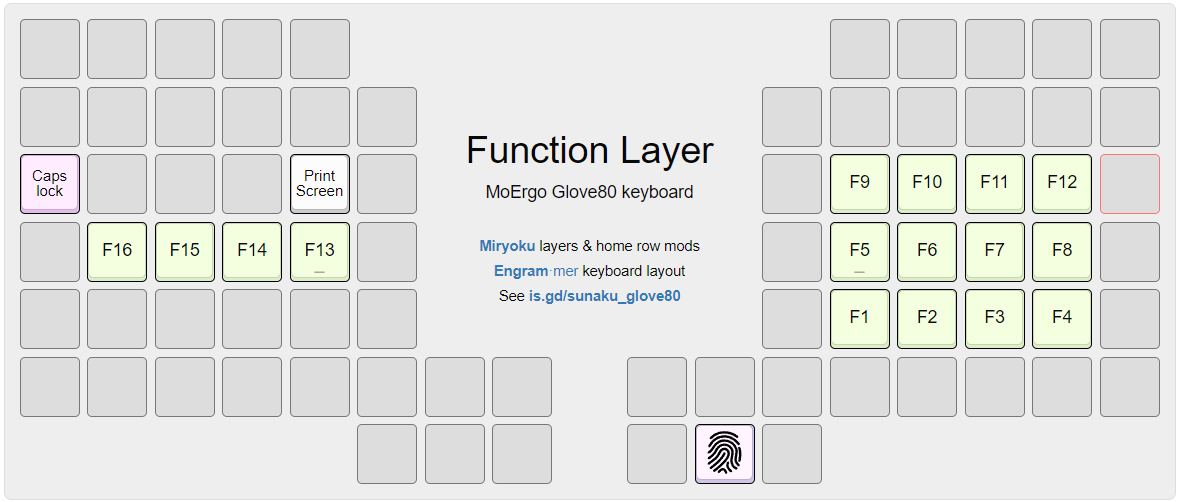 Function Layer
MoErgo Glove80 keyboard
Miryoku layers & home row mods
Engram·mer keyboard layout
See is.gd/sunaku_glove80
Caps
lock
Print
Screen
F9 F10 F11 F12
F16 F15 F14 F13
F5 F6 F7 F8
F1 F2 F3 F4